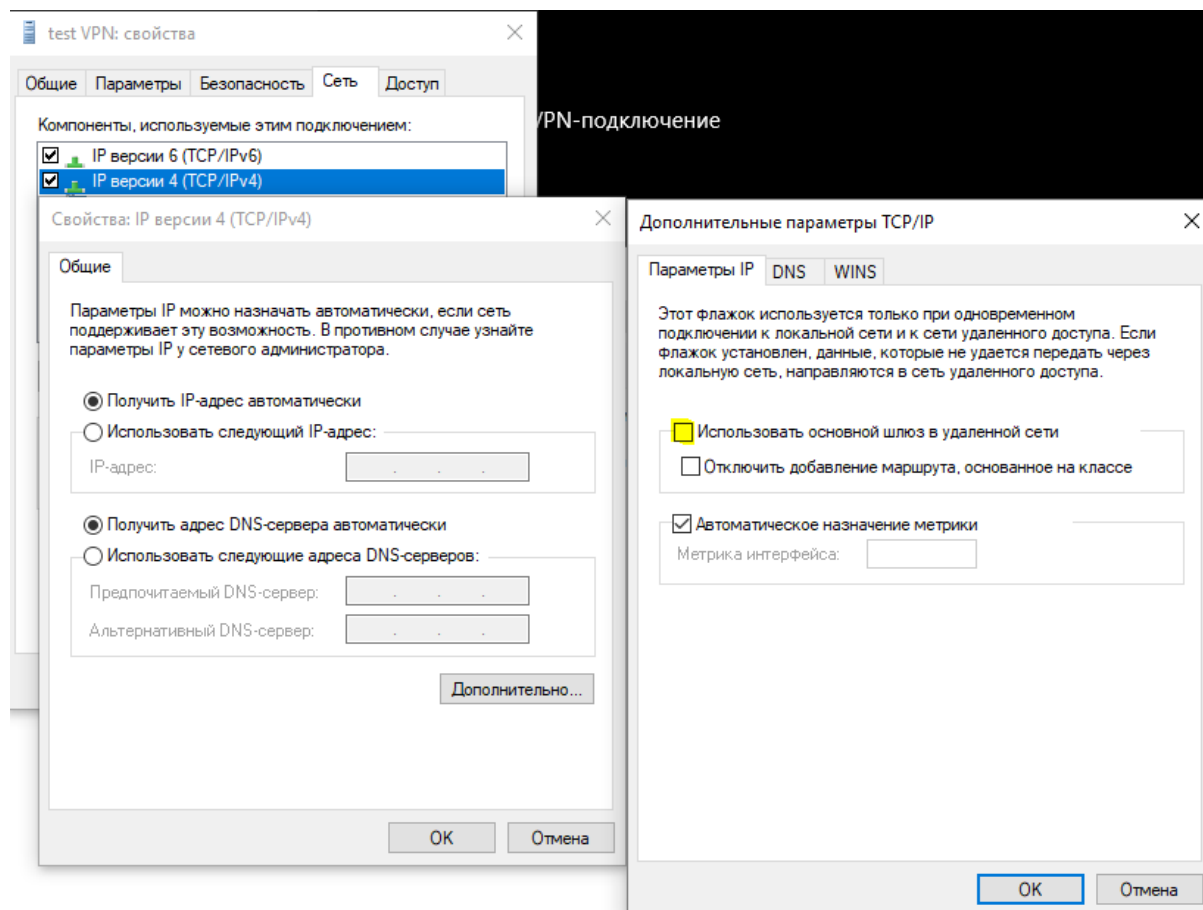 test VPN: свойства
Общие Параметры Безопасность Сеть Доступ
Компоненты, используемые этим подключением:
IP версии 6 (TCP/IPv6)
IP версии 4 (TCP/IPv4)
VPN-подключение
Свойства: IP версии 4 (TCP/IPv4)
Общие
Параметры IP можно назначать автоматически, если сеть
поддерживает эту возможность. В противном случае узнайте
параметры IP у сетевого администратора.
Получить IP-адрес автоматически
Использовать следующий IP-адрес:
IP-адрес:
Получить адрес DNS-сервера автоматически
Использовать следующие адреса DNS-серверов:
Предпочитаемый DNS-сервер:
Альтернативный DNS-сервер:
Дополнительно...
OK Отмена
Дополнительные параметры TCP/IP
Параметры IP DNS WINS
Этот флажок используется только при одновременном
подключении к локальной сети и к сети удаленного доступа. Если
флажок установлен, данные, которые не удается передать через
локальную сеть, направляются в сеть удаленного доступа.
Использовать основной шлюз в удаленной сети
Отключить добавление маршрута, основанное на классе
Автоматическое назначение метрики
Метрика интерфейса:
OK Отмена